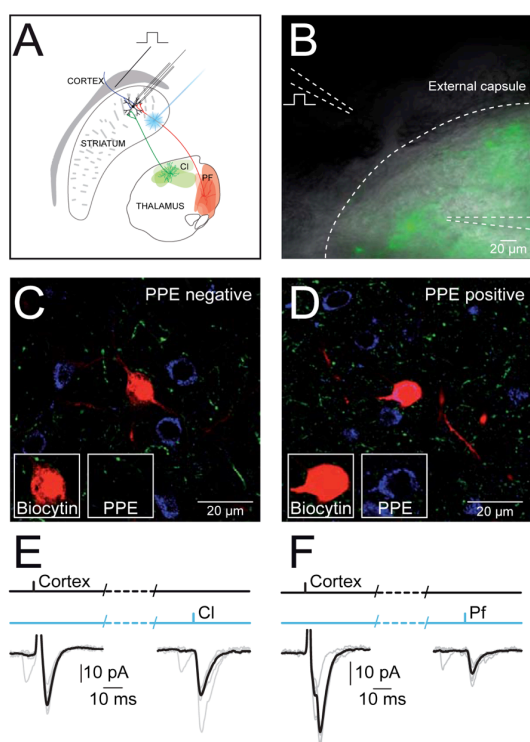 A
CORTEX
STRIATUM
CI
PF
THALAMUS
B
External capsule
20 µm
C
PPE negative
Biocytin
PPE
20 µm
D
PPE positive
Biocytin
PPE
20 µm
E
Cortex
CI
10 pA
10 ms
F
Cortex
Pf
10 pA
10 ms